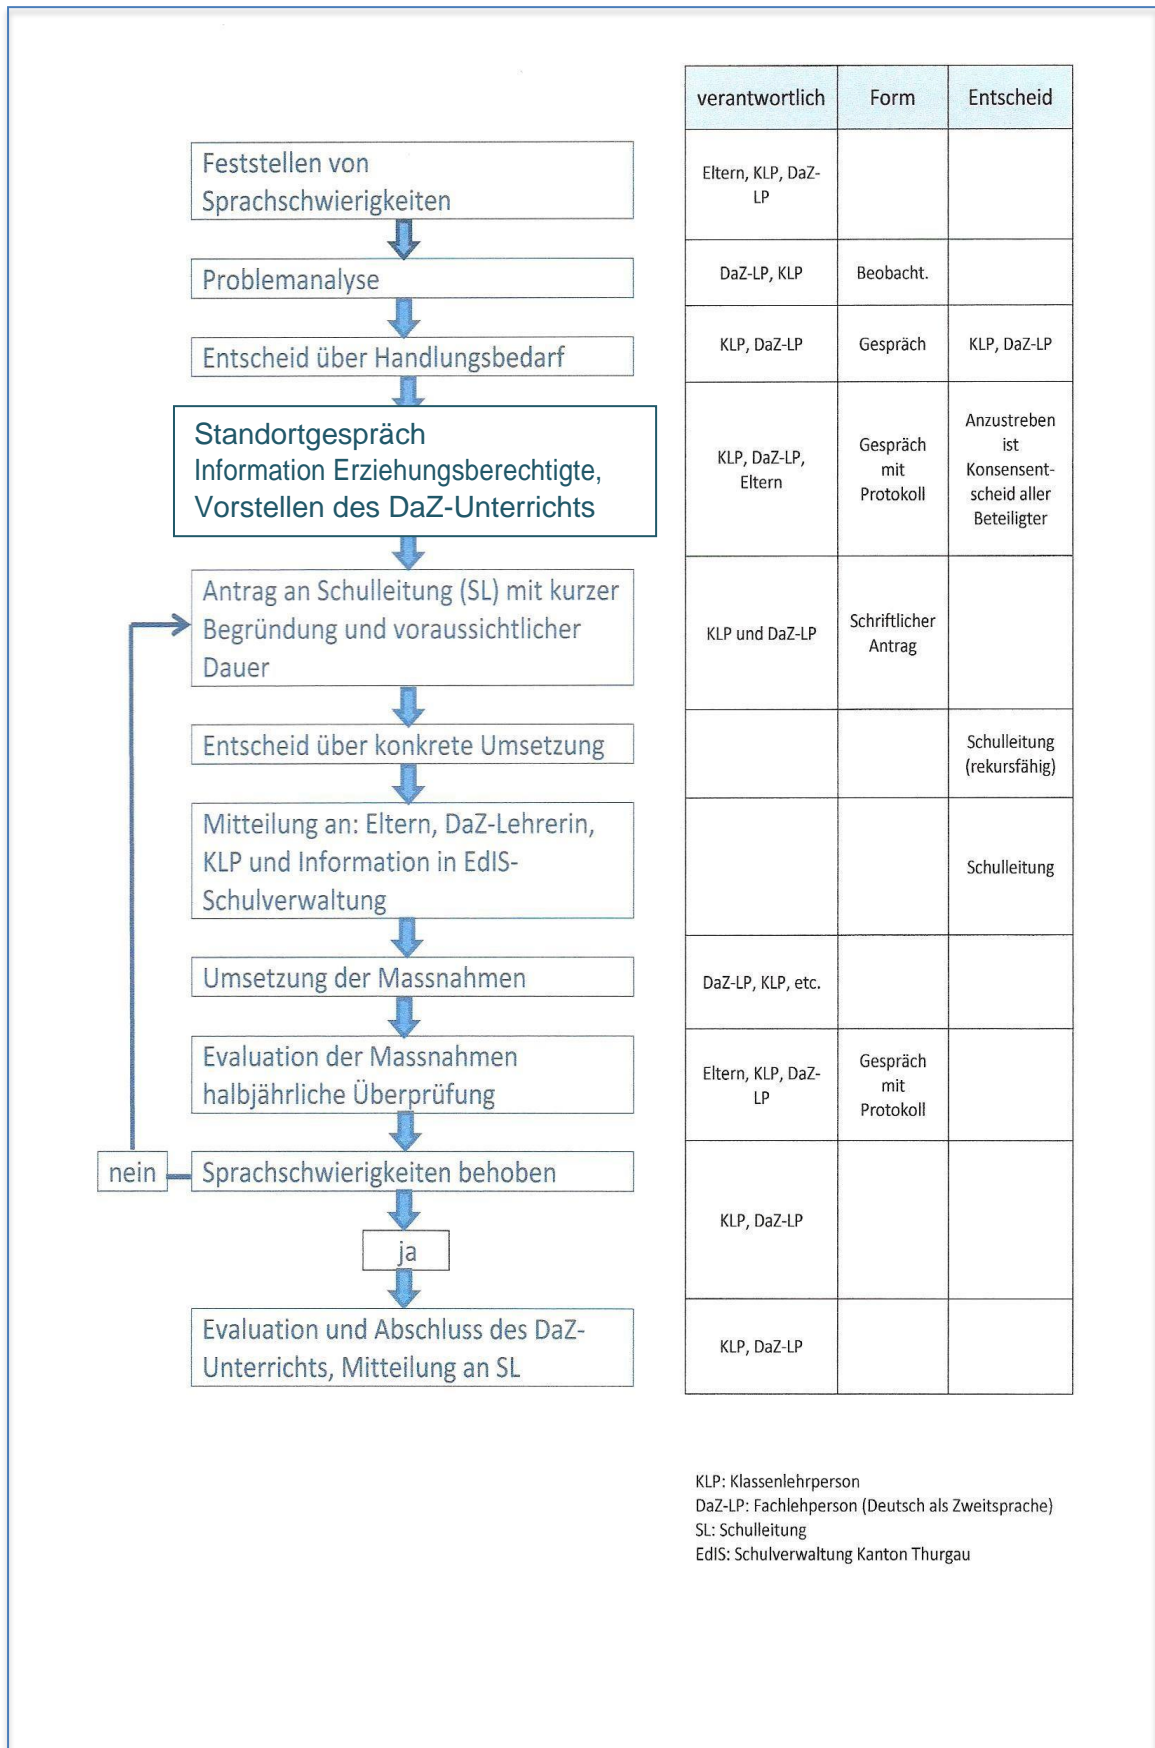 verantwortlich Form Entscheid
Feststellen von
Sprachschwierigkeiten
Eltern, KLP, DaZ-
LP
Problemanalyse
DaZ-LP, KLP
Beobacht.
Entscheid über Handlungsbedarf
KLP, DaZ-LP
Gespräch
KLP, DaZ-LP
Standortgespräch
Information Erziehungsberechtigte,
Vorstellen des DaZ-Unterrichts
KLP, DaZ-LP,
Eltern
Gespräch
mit
Protokoll
Anzustreben
ist
Konsensent-
scheid aller
Beteiligter
Antrag an Schulleitung (SL) mit kurzer
Begründung und voraussichtlicher
Dauer
KLP und DaZ-LP
Schriftlicher
Antrag
Entscheid über konkrete Umsetzung
Schulleitung
(rekursfähig)
Mitteilung an: Eltern, DaZ-Lehrerin,
KLP und Information in EdIS-
Schulverwaltung
Schulleitung
Umsetzung der Massnahmen
DaZ-LP, KLP, etc.
Evaluation der Massnahmen
halbjährliche Überprüfung
Eltern, KLP, DaZ-
LP
Gespräch
mit
Protokoll
nein
Sprachschwierigkeiten behoben
KLP, DaZ-LP
ja
Evaluation und Abschluss des DaZ-
Unterrichts, Mitteilung an SL
KLP, DaZ-LP
KLP: Klassenlehrperson
DaZ-LP: Fachlehperson (Deutsch als Zweitsprache)
SL: Schulleitung
EdIS: Schulverwaltung Kanton Thurgau